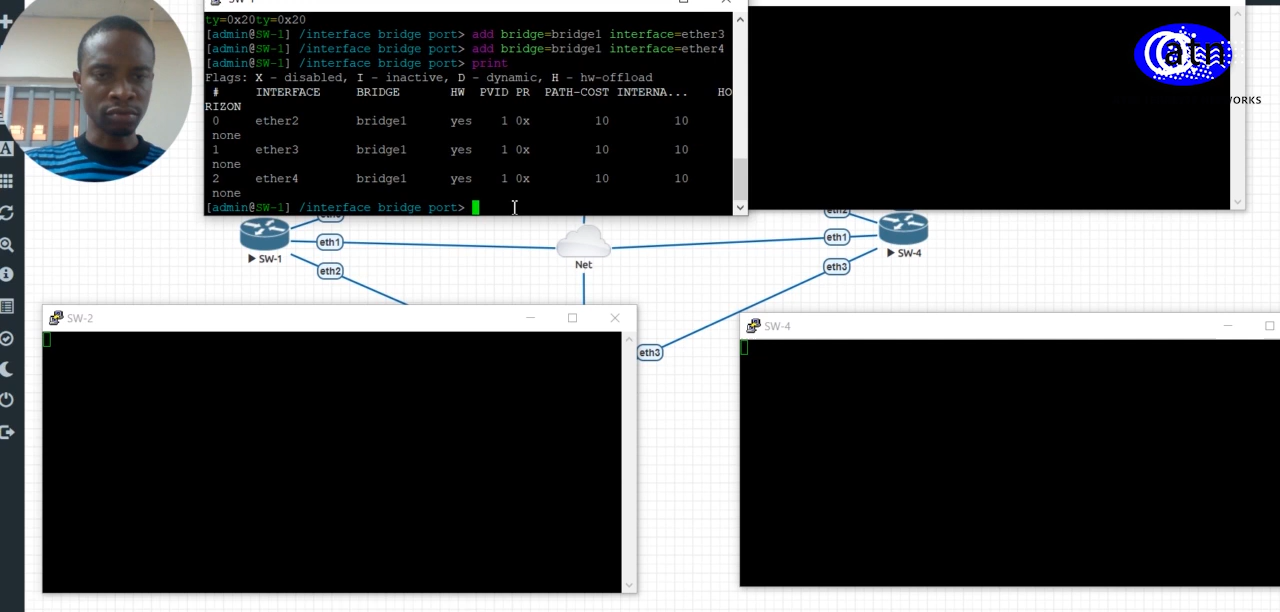 ty=0x20ty=0x20
[admin@SW-1] /interface bridge port> add bridge=bridge1 interface=ether3
[admin@SW-1] /interface bridge port> add bridge=bridge1 interface=ether4
[admin@SW-1] /interface bridge port> print
Flags: X - disabled, I - inactive, D - dynamic, H - hw-offload
# INTERFACE BRIDGE HW PVID PR PATH-COST INTERNA... HO
RIZON
0 ether2 bridge1 yes 1 0x 10 10
none
1 ether3 bridge1 yes 1 0x 10 10
none
2 ether4 bridge1 yes 1 0x 10 10
none
[admin@SW-1] /interface bridge port>
atn
WORKS
A
eth2
eth1
eth1
SW-1
Net
SW-4
eth2
eth3
SW-2
SW-4
eth3